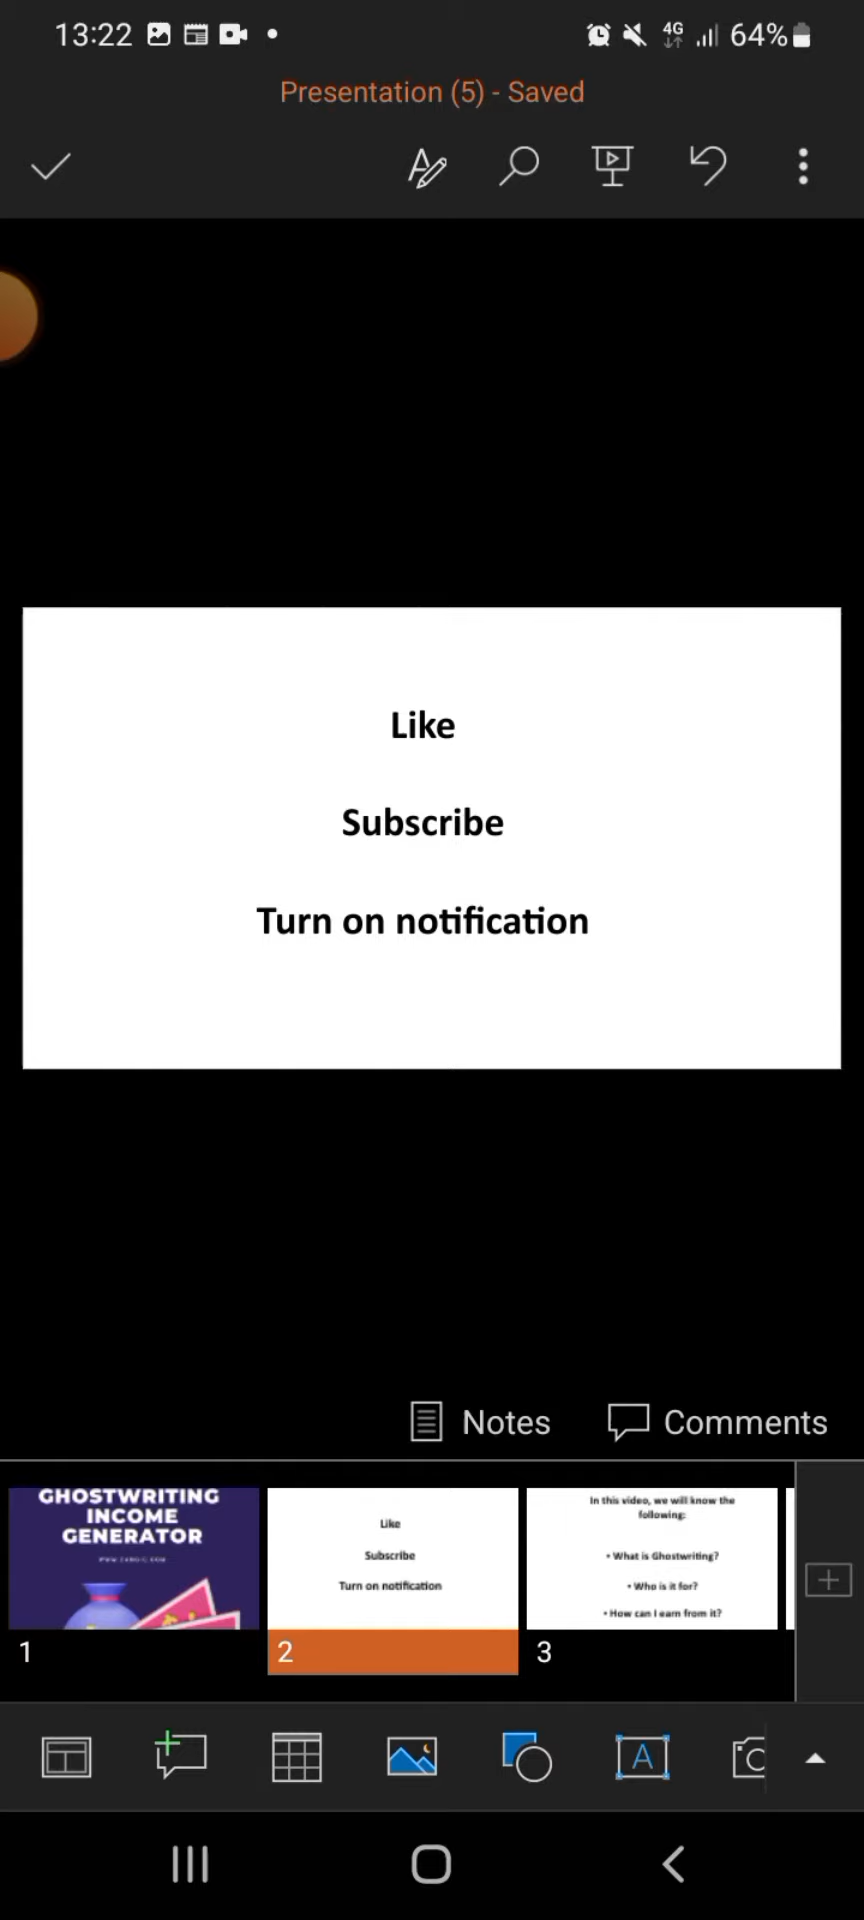 13:22
4G
64%
Presentation (5) - Saved
Like
Subscribe
Turn on notification
Notes
Comments
GHOSTWRITING
INCOME
GENERATOR
1
Like
Subscribe
Turn on notification
2
In this video, we will know the
following:
• What is Ghostwriting?
• Who is it for?
• How can I earn from it?
3
A